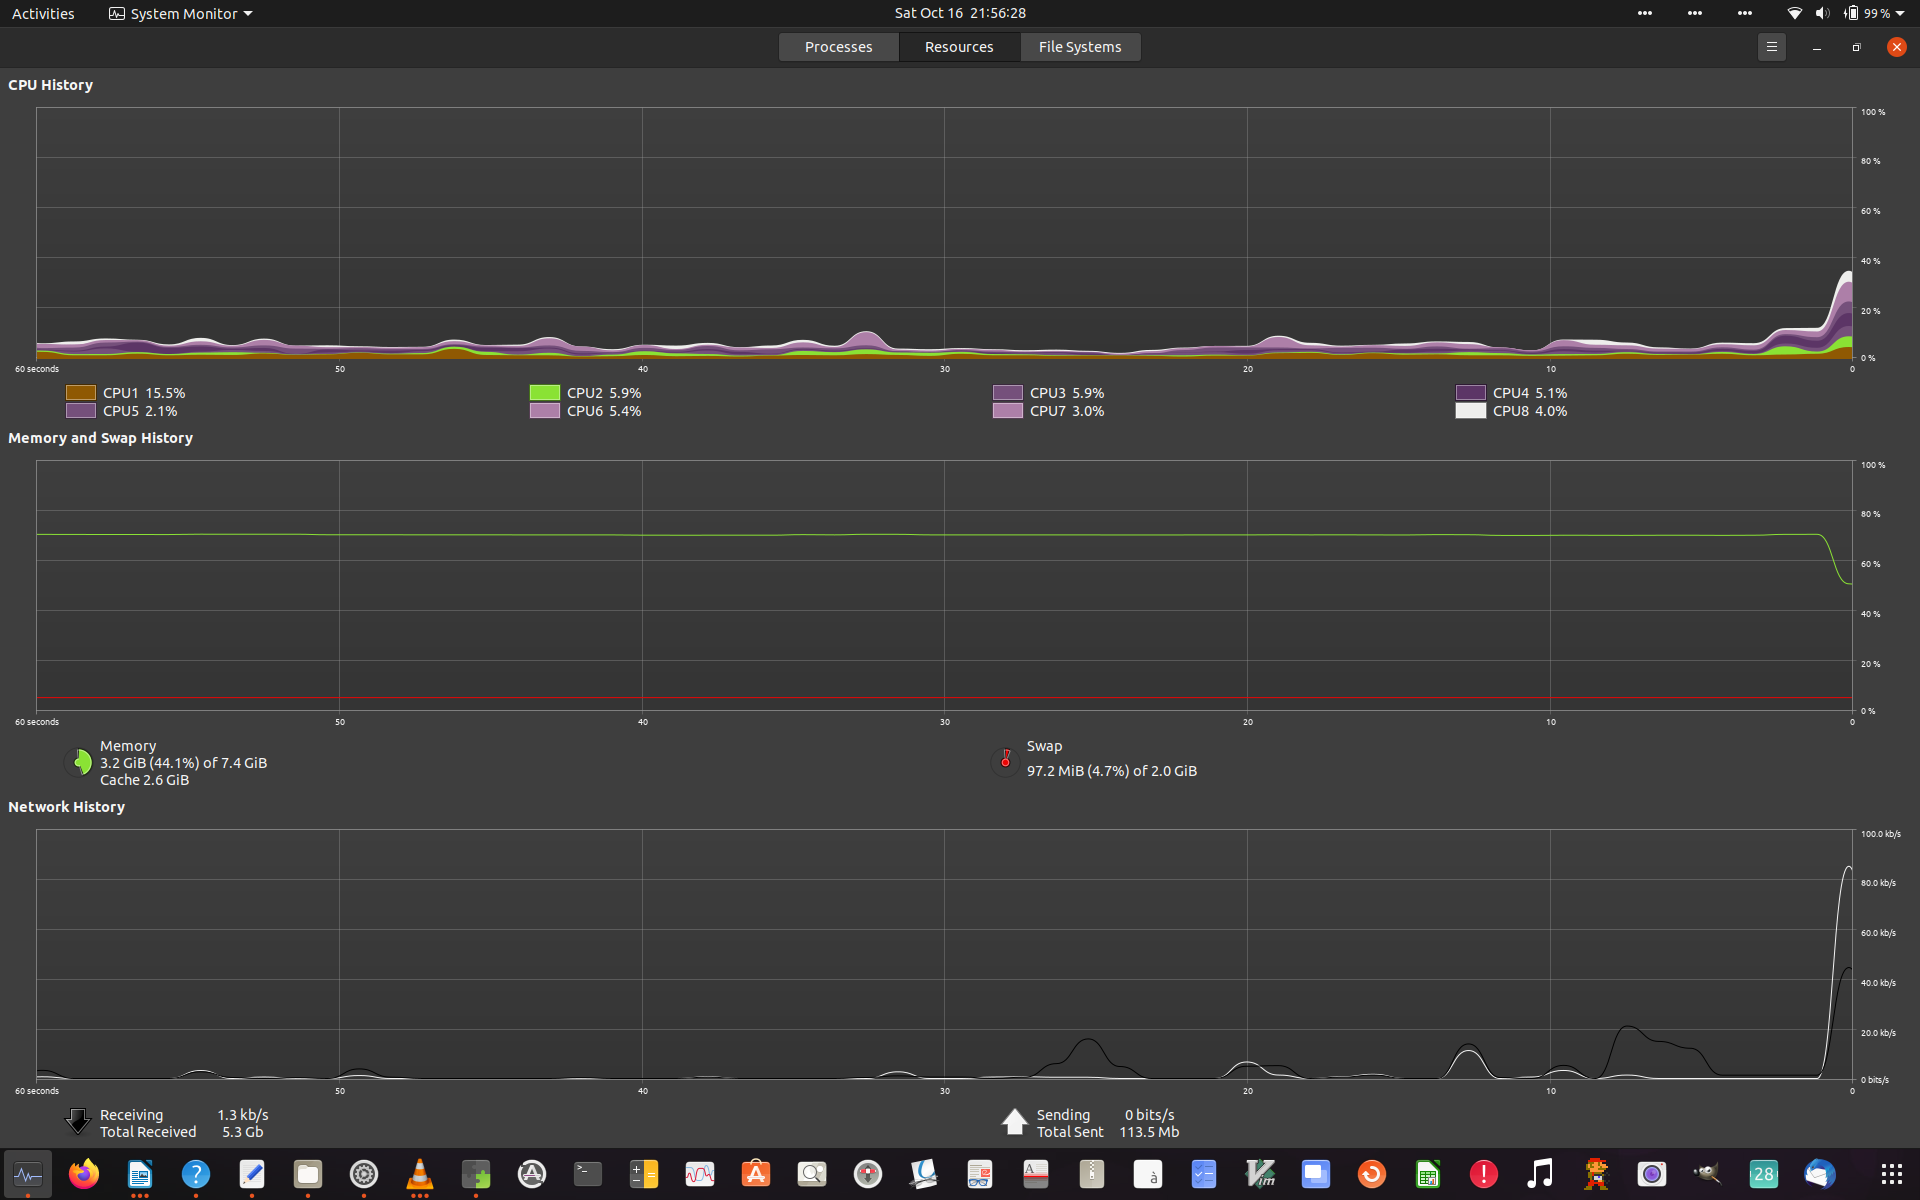 Activities System Monitor Sat Oct 16 21:56:28 99 %
Processes Resources File Systems
CPU History
100 %
80 %
60 %
40 %
20 %
0 %
60 seconds 50 40 30 20 10 0
CPU1 15.5% CPU2 5.9% CPU3 5.9% CPU4 5.1%
CPU5 2.1% CPU6 5.4% CPU7 3.0% CPU8 4.0%
Memory and Swap History
100 %
80 %
60 %
40 %
20 %
0 %
60 seconds 50 40 30 20 10 0
Memory
3.2 GiB (44.1%) of 7.4 GiB
Cache 2.6 GiB
Swap
97.2 MiB (4.7%) of 2.0 GiB
Network History
100.0 kb/s
80.0 kb/s
60.0 kb/s
40.0 kb/s
20.0 kb/s
0 bits/s
60 seconds 50 40 30 20 10 0
Receiving 1.3 kb/s
Total Received 5.3 Gb
Sending 0 bits/s
Total Sent 113.5 Mb
? >_ A à Vim ! 28